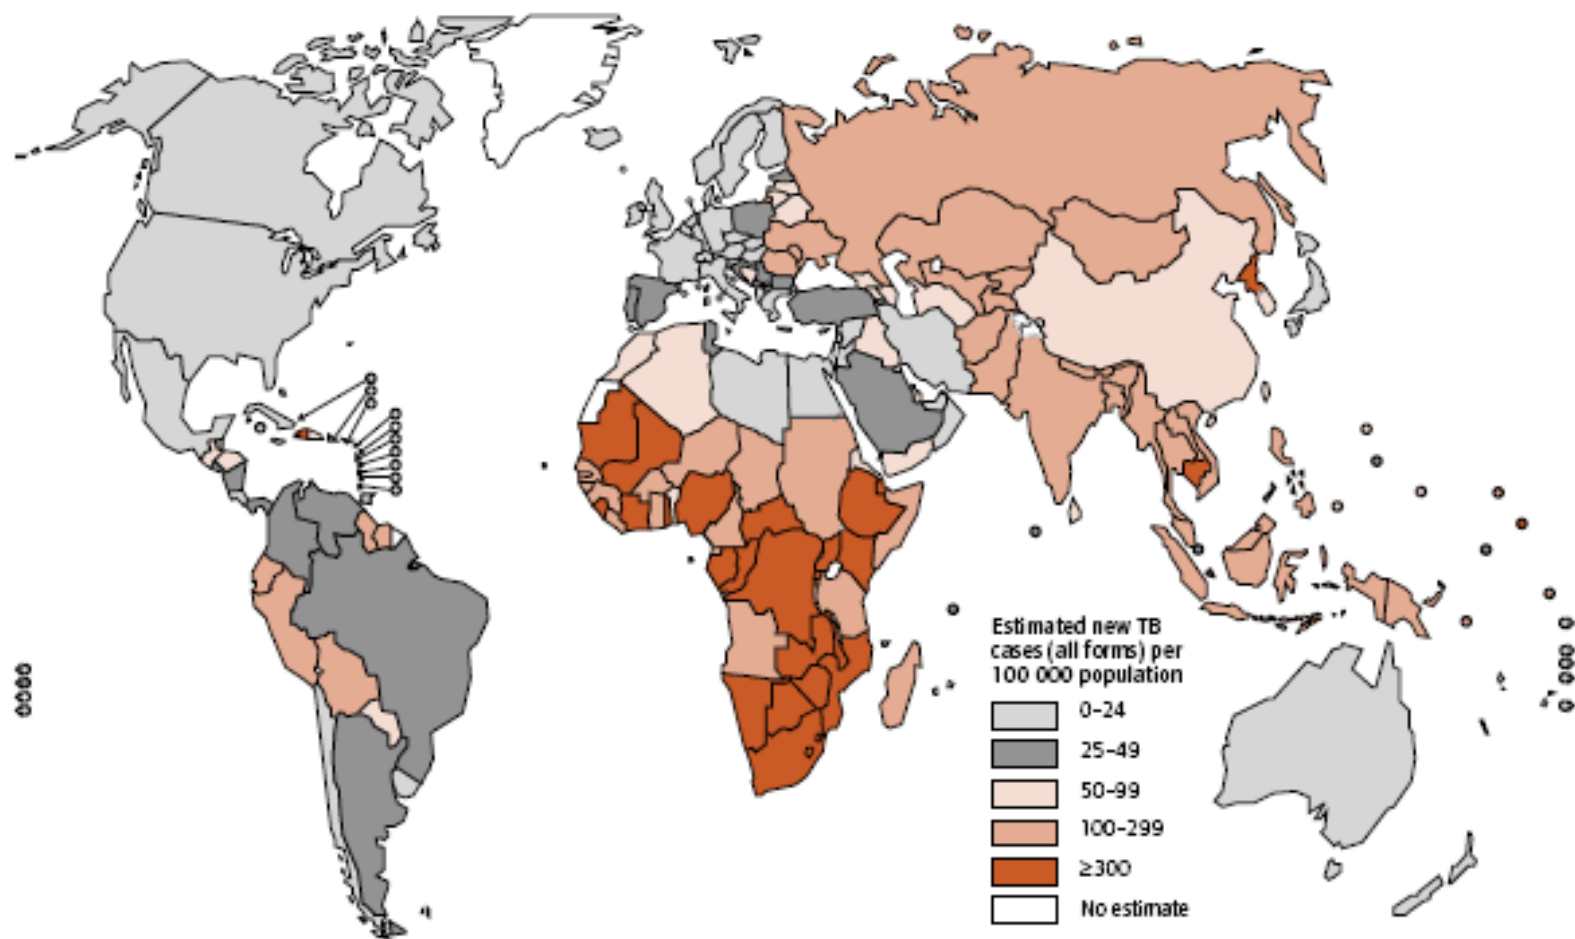 Estimated new TB
cases (all forms) per
100 000 population
0–24
25–49
50–99
100–299
≥300
No estimate